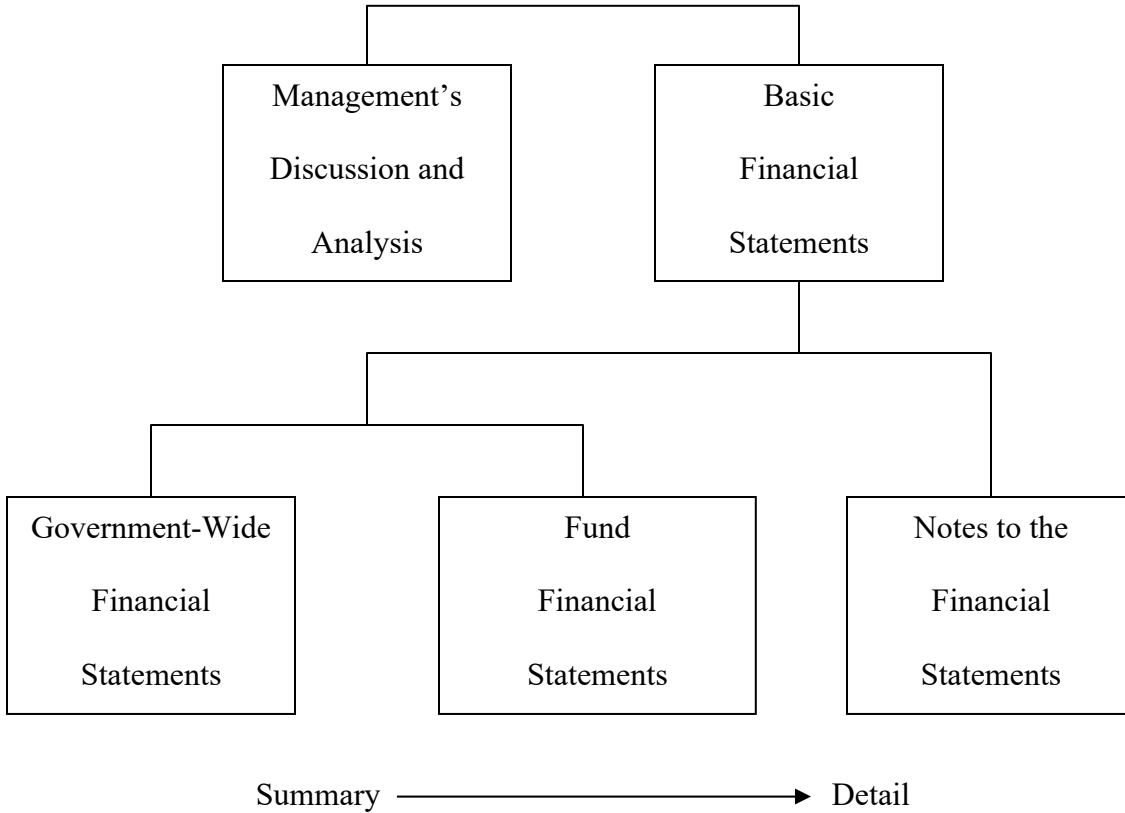 Management’s
Discussion and
Analysis
Basic
Financial
Statements
Government-Wide
Financial
Statements
Fund
Financial
Statements
Notes to the
Financial
Statements
Summary
Detail